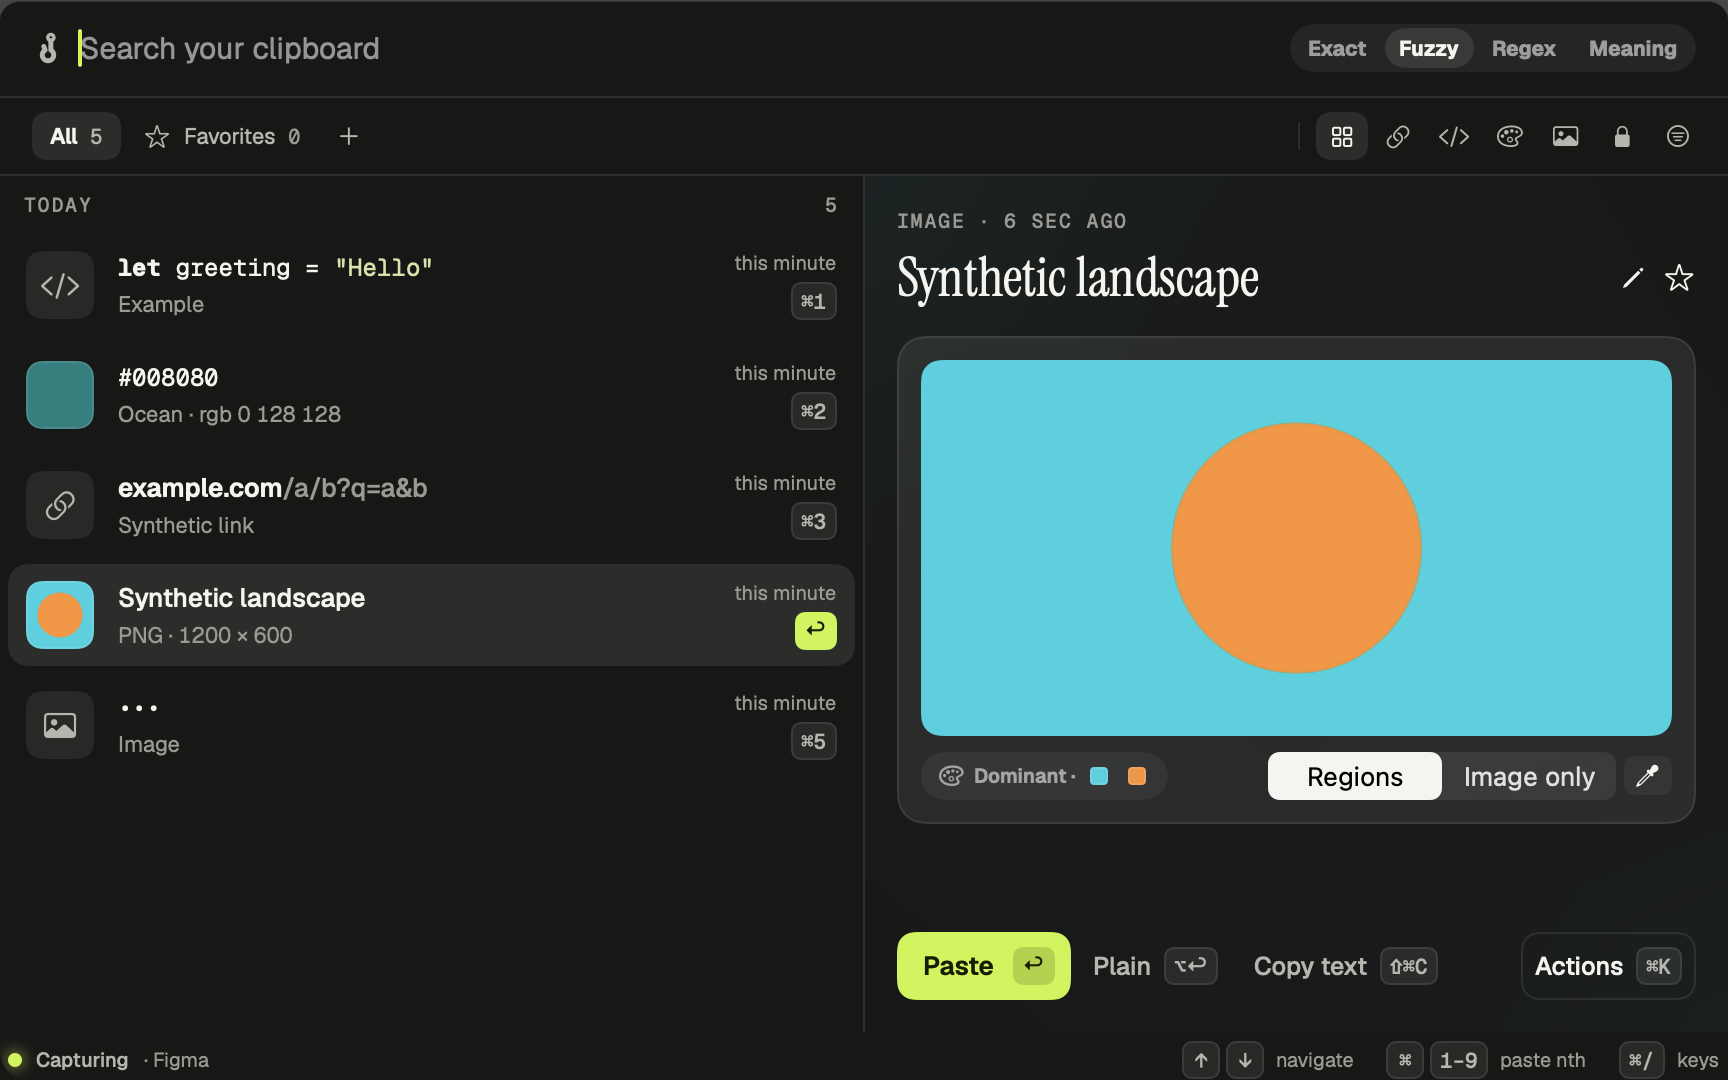 Search your clipboard
Exact Fuzzy Regex Meaning
All 5 Favorites 0
TODAY 5
let greeting = "Hello"
Example
this minute
⌘1
#008080
Ocean · rgb 0 128 128
this minute
⌘2
example.com/a/b?q=a&b
Synthetic link
this minute
⌘3
Synthetic landscape
PNG · 1200 × 600
this minute
...
Image
this minute
⌘5
IMAGE · 6 SEC AGO
Synthetic landscape
Dominant ·
Regions Image only
Paste Plain ⌥↩ Copy text ⇧⌘C Actions ⌘K
Capturing · Figma
↑ ↓ navigate ⌘ 1–9 paste nth ⌘/ keys